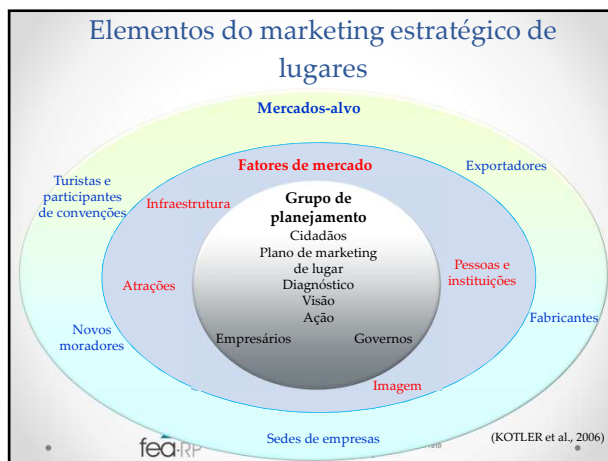 Elementos do marketing estratégico de
lugares
Mercados-alvo
Fatores de mercado
Exportadores
Turistas e
participantes
de convenções
Infraestrutura
Grupo de
planejamento
Cidadãos
Plano de marketing
de lugar
Diagnóstico
Visão
Ação
Empresários
Governos
Atrações
Pessoas e
instituições
Novos
moradores
Fabricantes
Imagem
Sedes de empresas
(KOTLER et al., 2006)
fea-RP